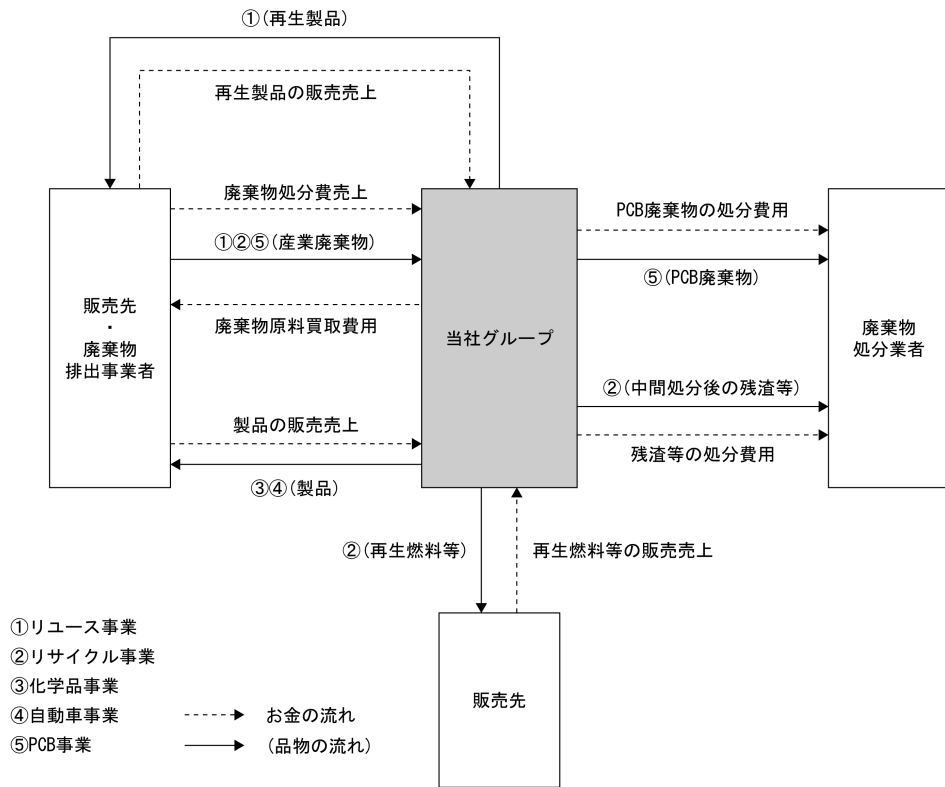 ①(再生製品)
再生製品の販売売上
廃棄物処分費売上
①②⑤(産業廃棄物)
廃棄物原料買取費用
製品の販売売上
③④(製品)
販売先
・
廃棄物
排出事業者
当社グループ
PCB廃棄物の処分費用
⑤(PCB廃棄物)
②(中間処分後の残渣等)
残渣等の処分費用
廃棄物
処分業者
②(再生燃料等)
再生燃料等の販売売上
販売先
①リユース事業
②リサイクル事業
③化学品事業
④自動車事業
⑤PCB事業
お金の流れ
(品物の流れ)